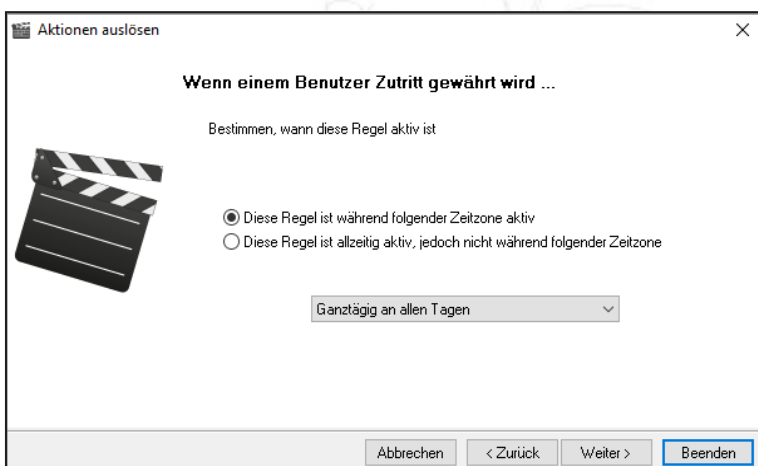 Aktionen auslösen
Wenn einem Benutzer Zutritt gewährt wird ...
Bestimmen, wann diese Regel aktiv ist
Diese Regel ist während folgender Zeitzone aktiv
Diese Regel ist allzeitig aktiv, jedoch nicht während folgender Zeitzone
Ganztägig an allen Tagen
Abbrechen
< Zurück
Weiter >
Beenden